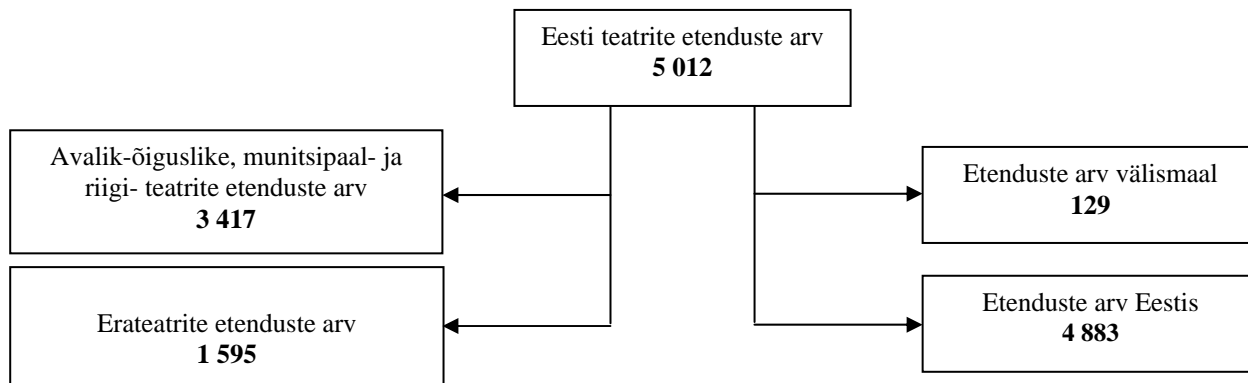 Eesti teatrite etenduste arv
5 012
Avalik-õiguslike, munitsipaal- ja
riigi- teatrite etenduste arv
3 417
Etenduste arv välismaal
129
Erateatrite etenduste arv
1 595
Etenduste arv Eestis
4 883